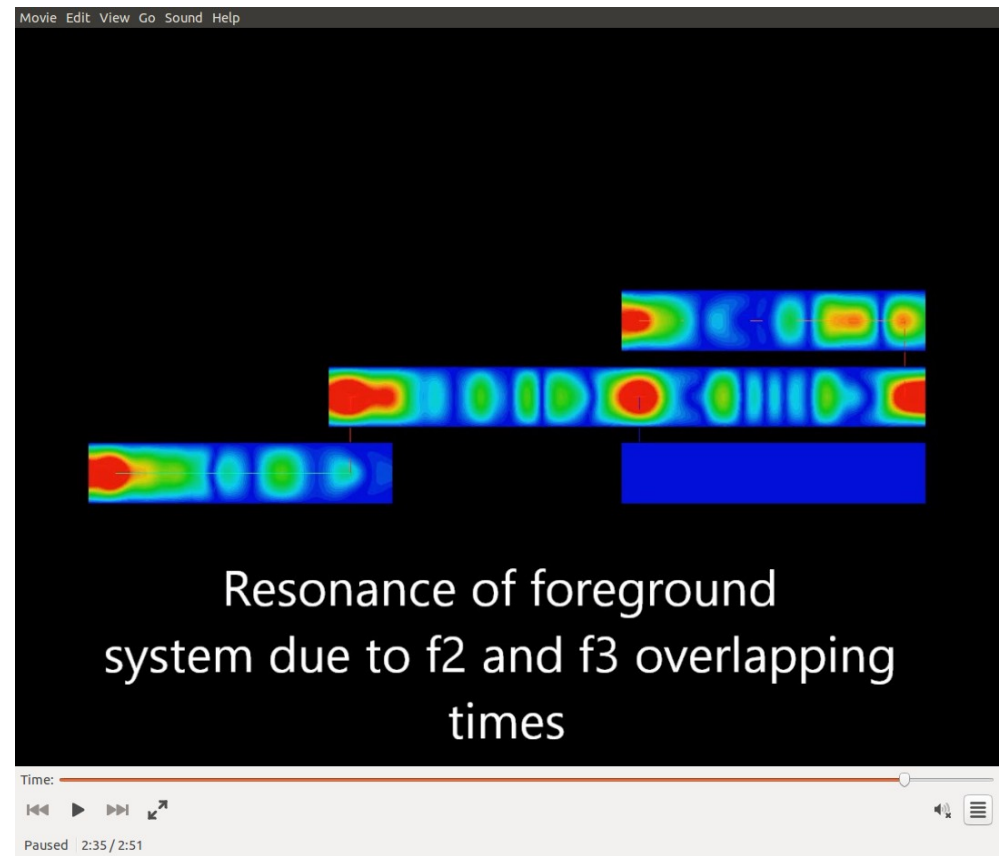 Movie Edit View Go Sound Help
Resonance of foreground
system due to f2 and f3 overlapping
times
Time:
Paused 2:35 / 2:51